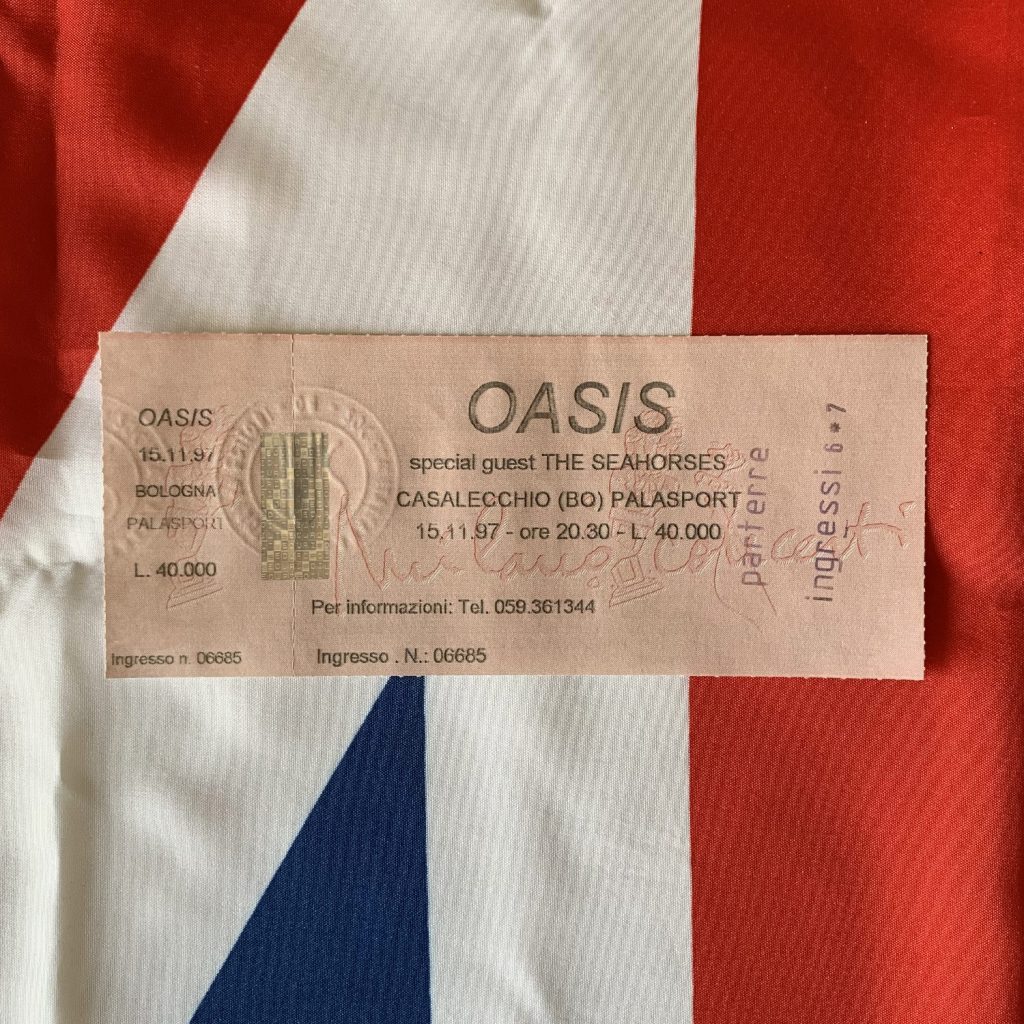 OASIS
15.11.97
BOLOGNA
PALASPORT
L. 40.000
Ingresso n. 06685
OASIS
special guest THE SEAHORSES
CASALECCHIO (BO) PALASPORT
15.11.97 - ore 20.30 - L. 40.000
Per informazioni: Tel. 059.361344
Ingresso . N.: 06685
parterre
ingressi 6*7
Concerti